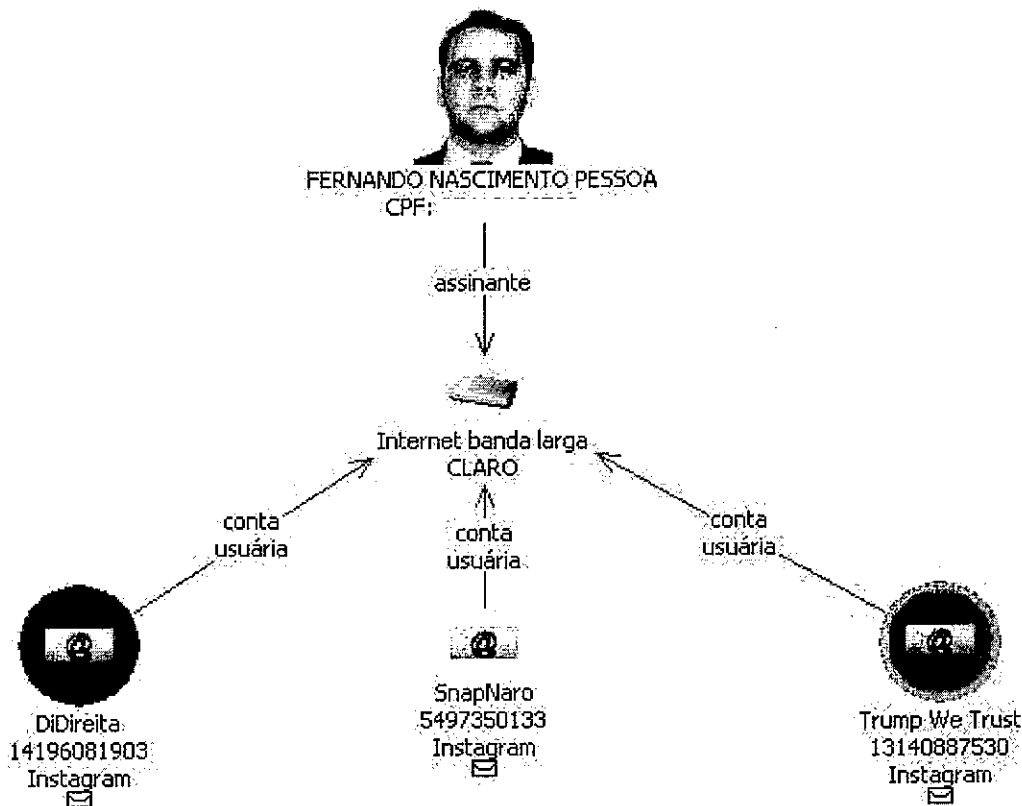 FERNANDO NASCIMENTO PESSOA
CPF:
assinante
Internet banda larga
CLARO
conta
usuária
conta
usuária
conta
usuária
@
@
@
DiDireita
14196081903
Instagram
SnapNaro
5497350133
Instagram
Trump We Trust
13140887530
Instagram